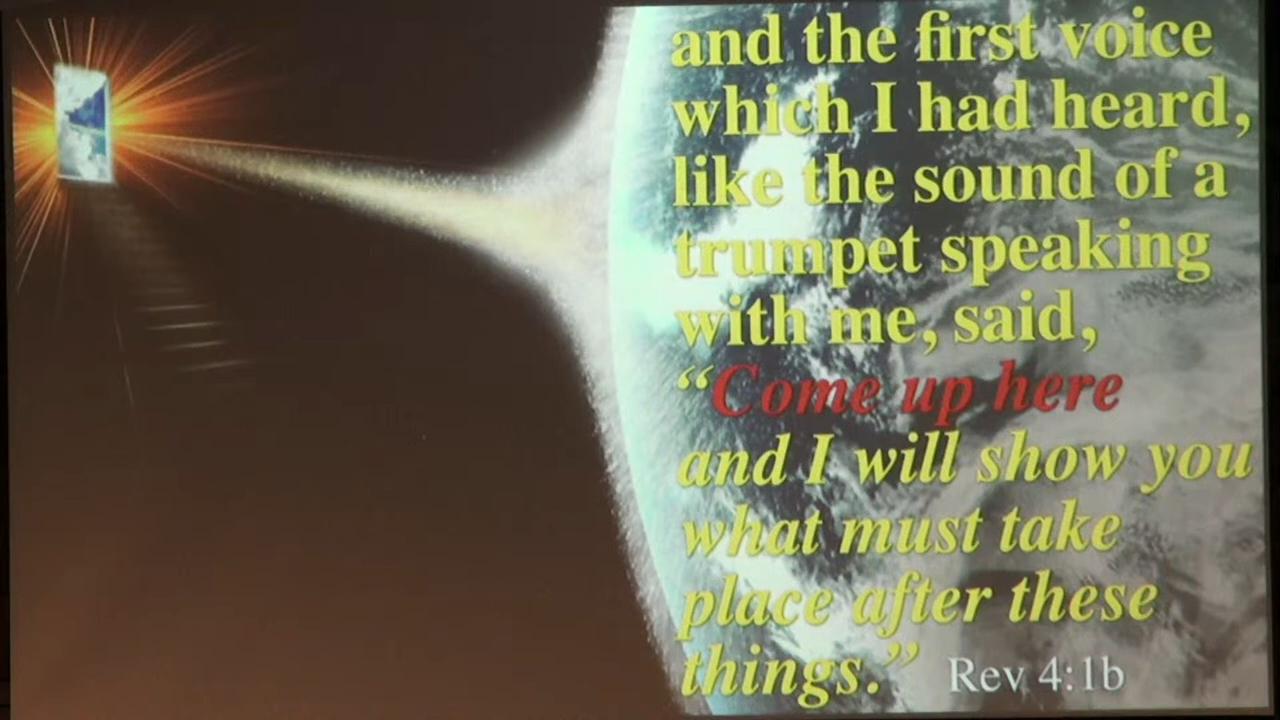 and the first voice
which I had heard,
like the sound of a
trumpet speaking
with me, said,
“Come up here
and I will show you
what must take
place after these
things.” Rev 4:1b